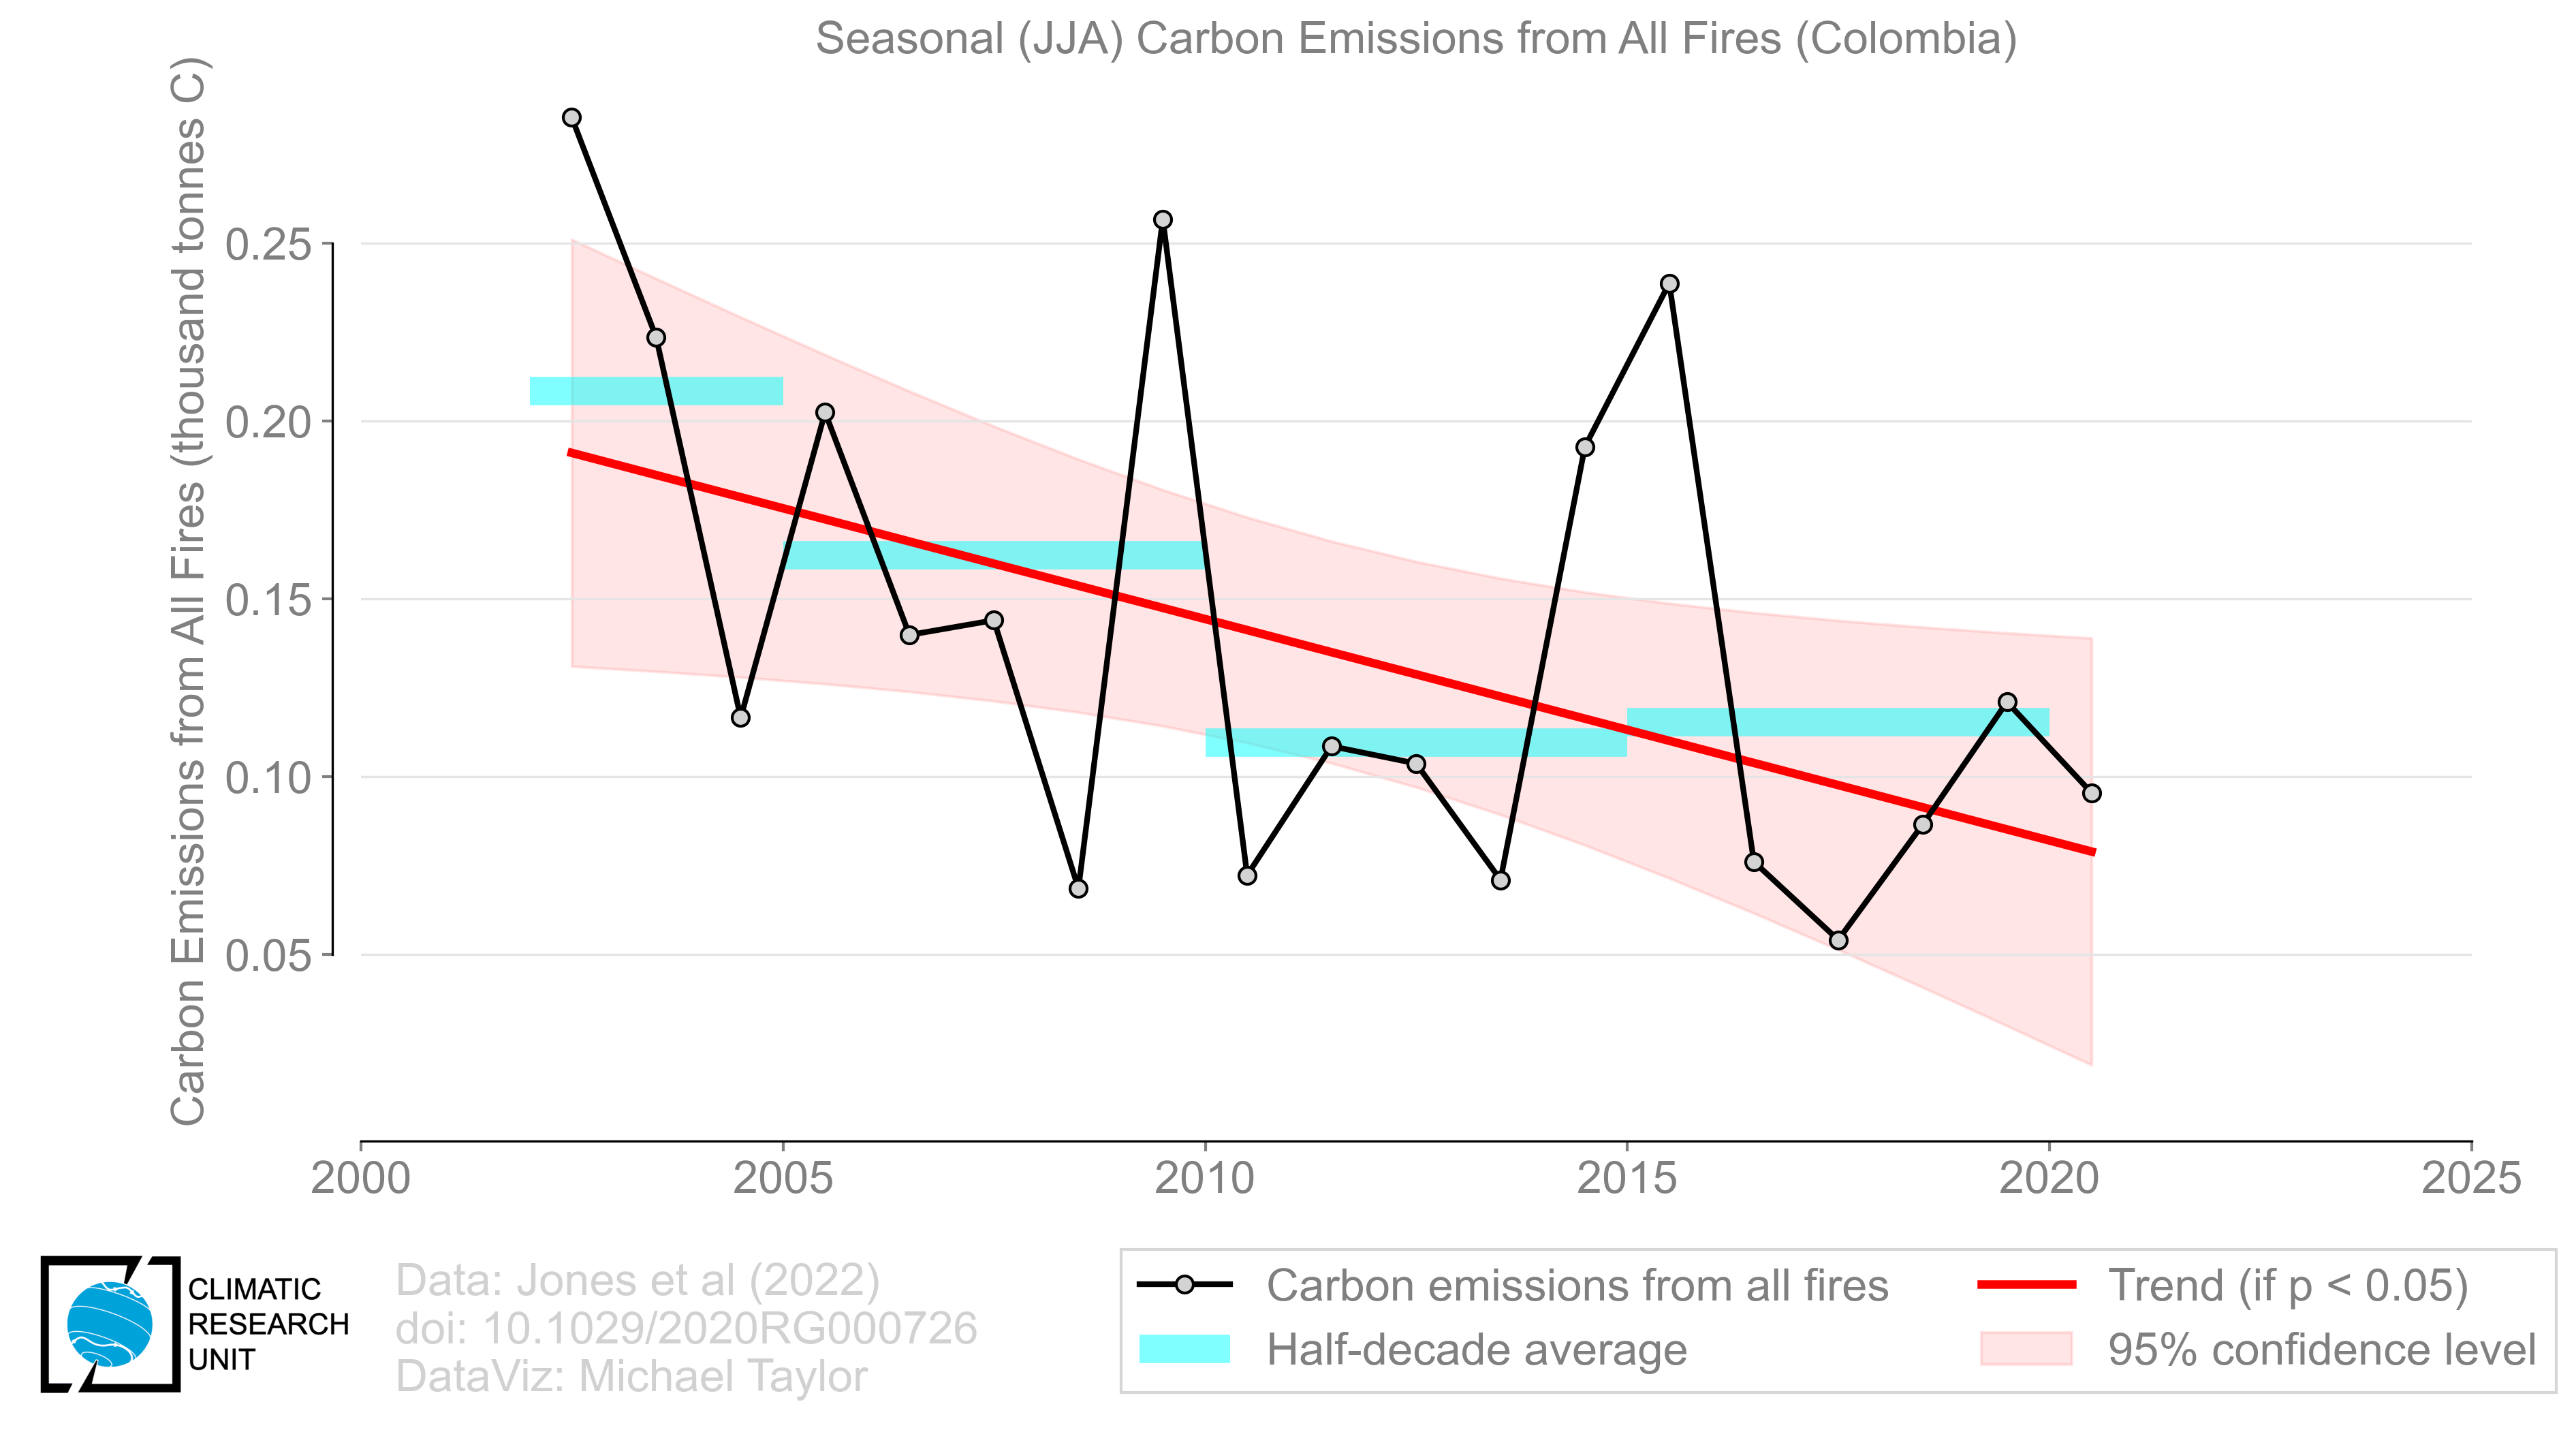 Seasonal (JJA) Carbon Emissions from All Fires (Colombia)
Carbon Emissions from All Fires (thousand tonnes C)
0.25
0.20
0.15
0.10
0.05
2000
2005
2010
2015
2020
2025
CLIMATIC
RESEARCH
UNIT
Data: Jones et al (2022)
doi: 10.1029/2020RG000726
DataViz: Michael Taylor
Carbon emissions from all fires
Half-decade average
Trend (if p < 0.05)
95% confidence level